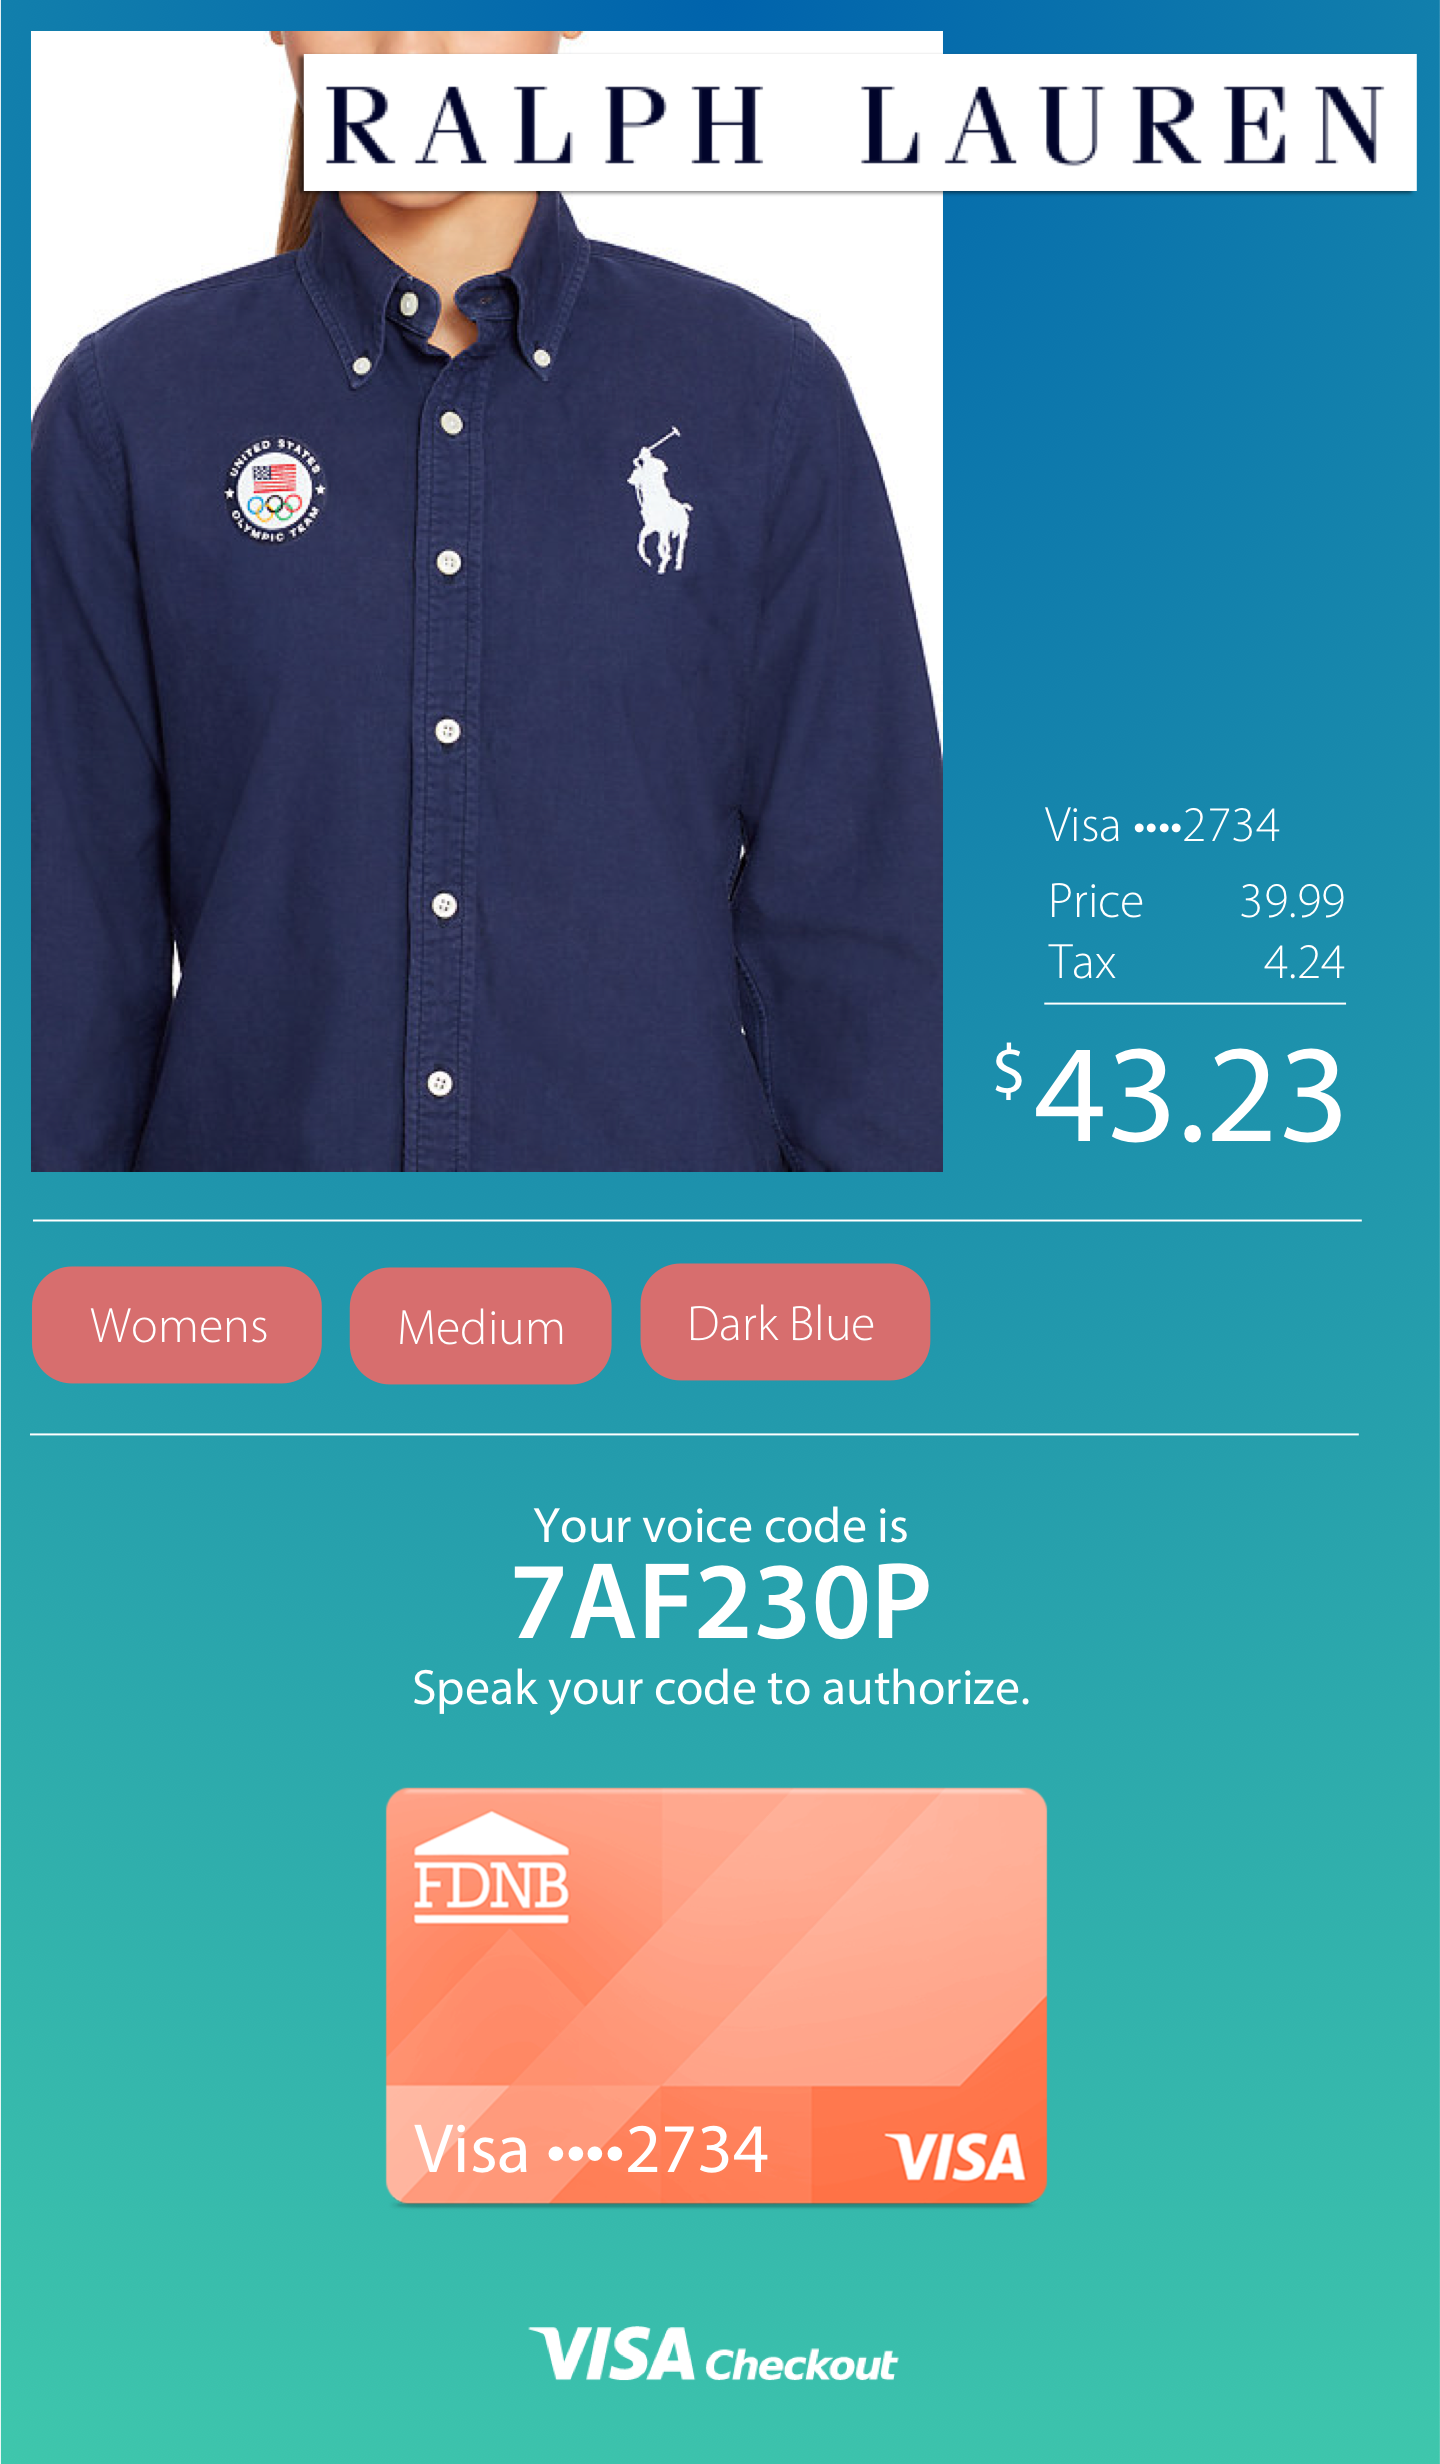 RALPH LAUREN
UNITED STATES
OLYMPIC TEAM
Visa ••••2734
Price 39.99
Tax 4.24
$43.23
Womens Medium Dark Blue
Your voice code is
7AF230P
Speak your code to authorize.
FDNB
Visa ••••2734 VISA
VISA Checkout